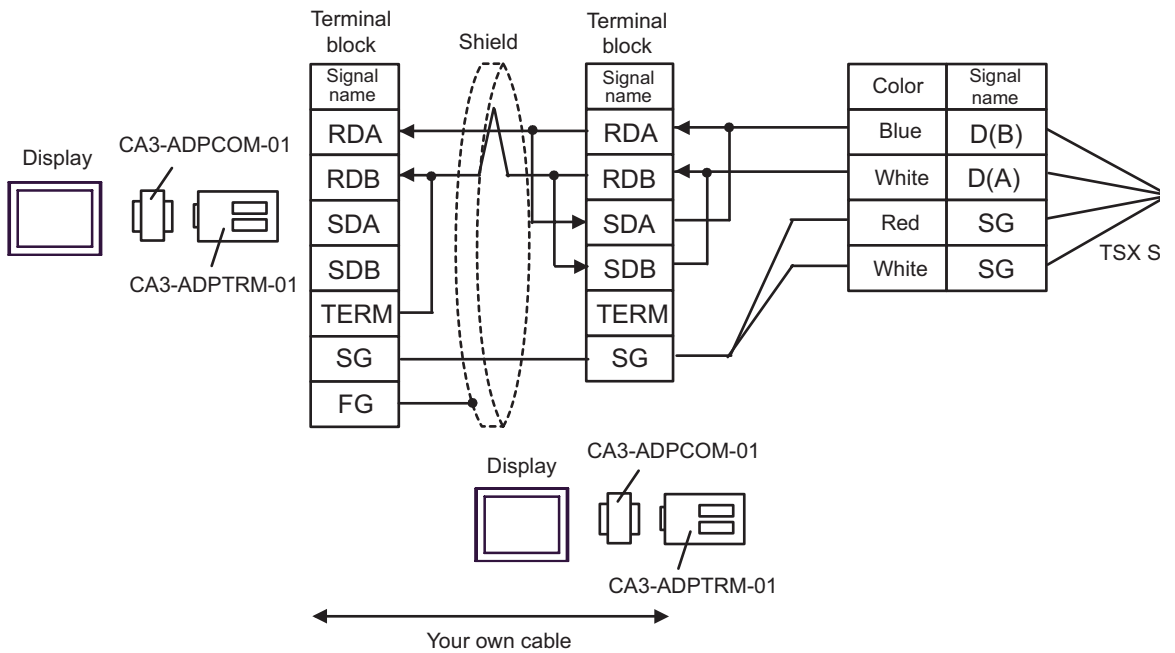 Terminal
block
Shield
Terminal
block
Signal
name
RDA
RDB
SDA
SDB
TERM
SG
FG
Signal
name
RDA
RDB
SDA
SDB
TERM
SG
Color
Signal
name
Blue
D(B)
White
D(A)
Red
SG
White
SG
TSX S
Display
CA3-ADPCOM-01
CA3-ADPTRM-01
Display
CA3-ADPCOM-01
CA3-ADPTRM-01
Your own cable